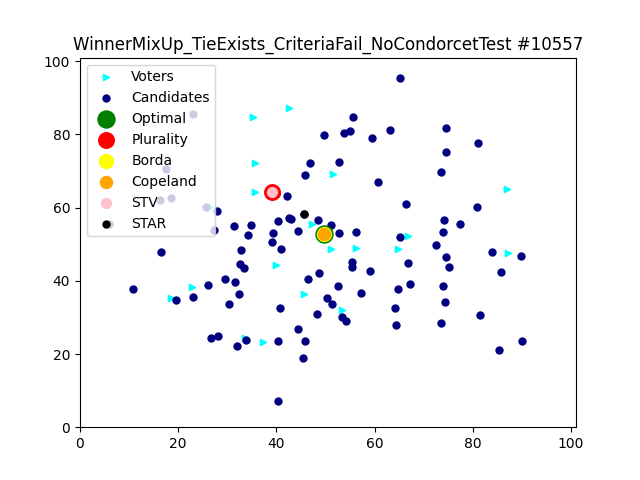 WinnerMixUp_TieExists_CriteriaFail_NoCondorcetTest #10557
100
80
60
40
20
0
Voters
Candidates
Optimal
Plurality
Borda
Copeland
STV
STAR
0 20 40 60 80 100